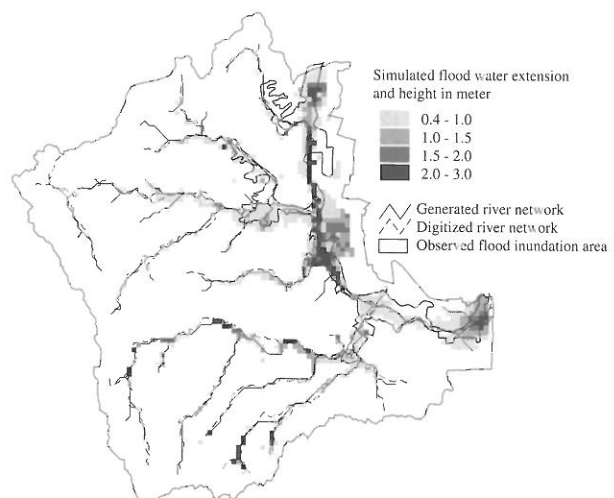 Simulated flood water extension
and height in meter
0.4 - 1.0
1.0 - 1.5
1.5 - 2.0
2.0 - 3.0
Generated river network
Digitized river network
Observed flood inundation area